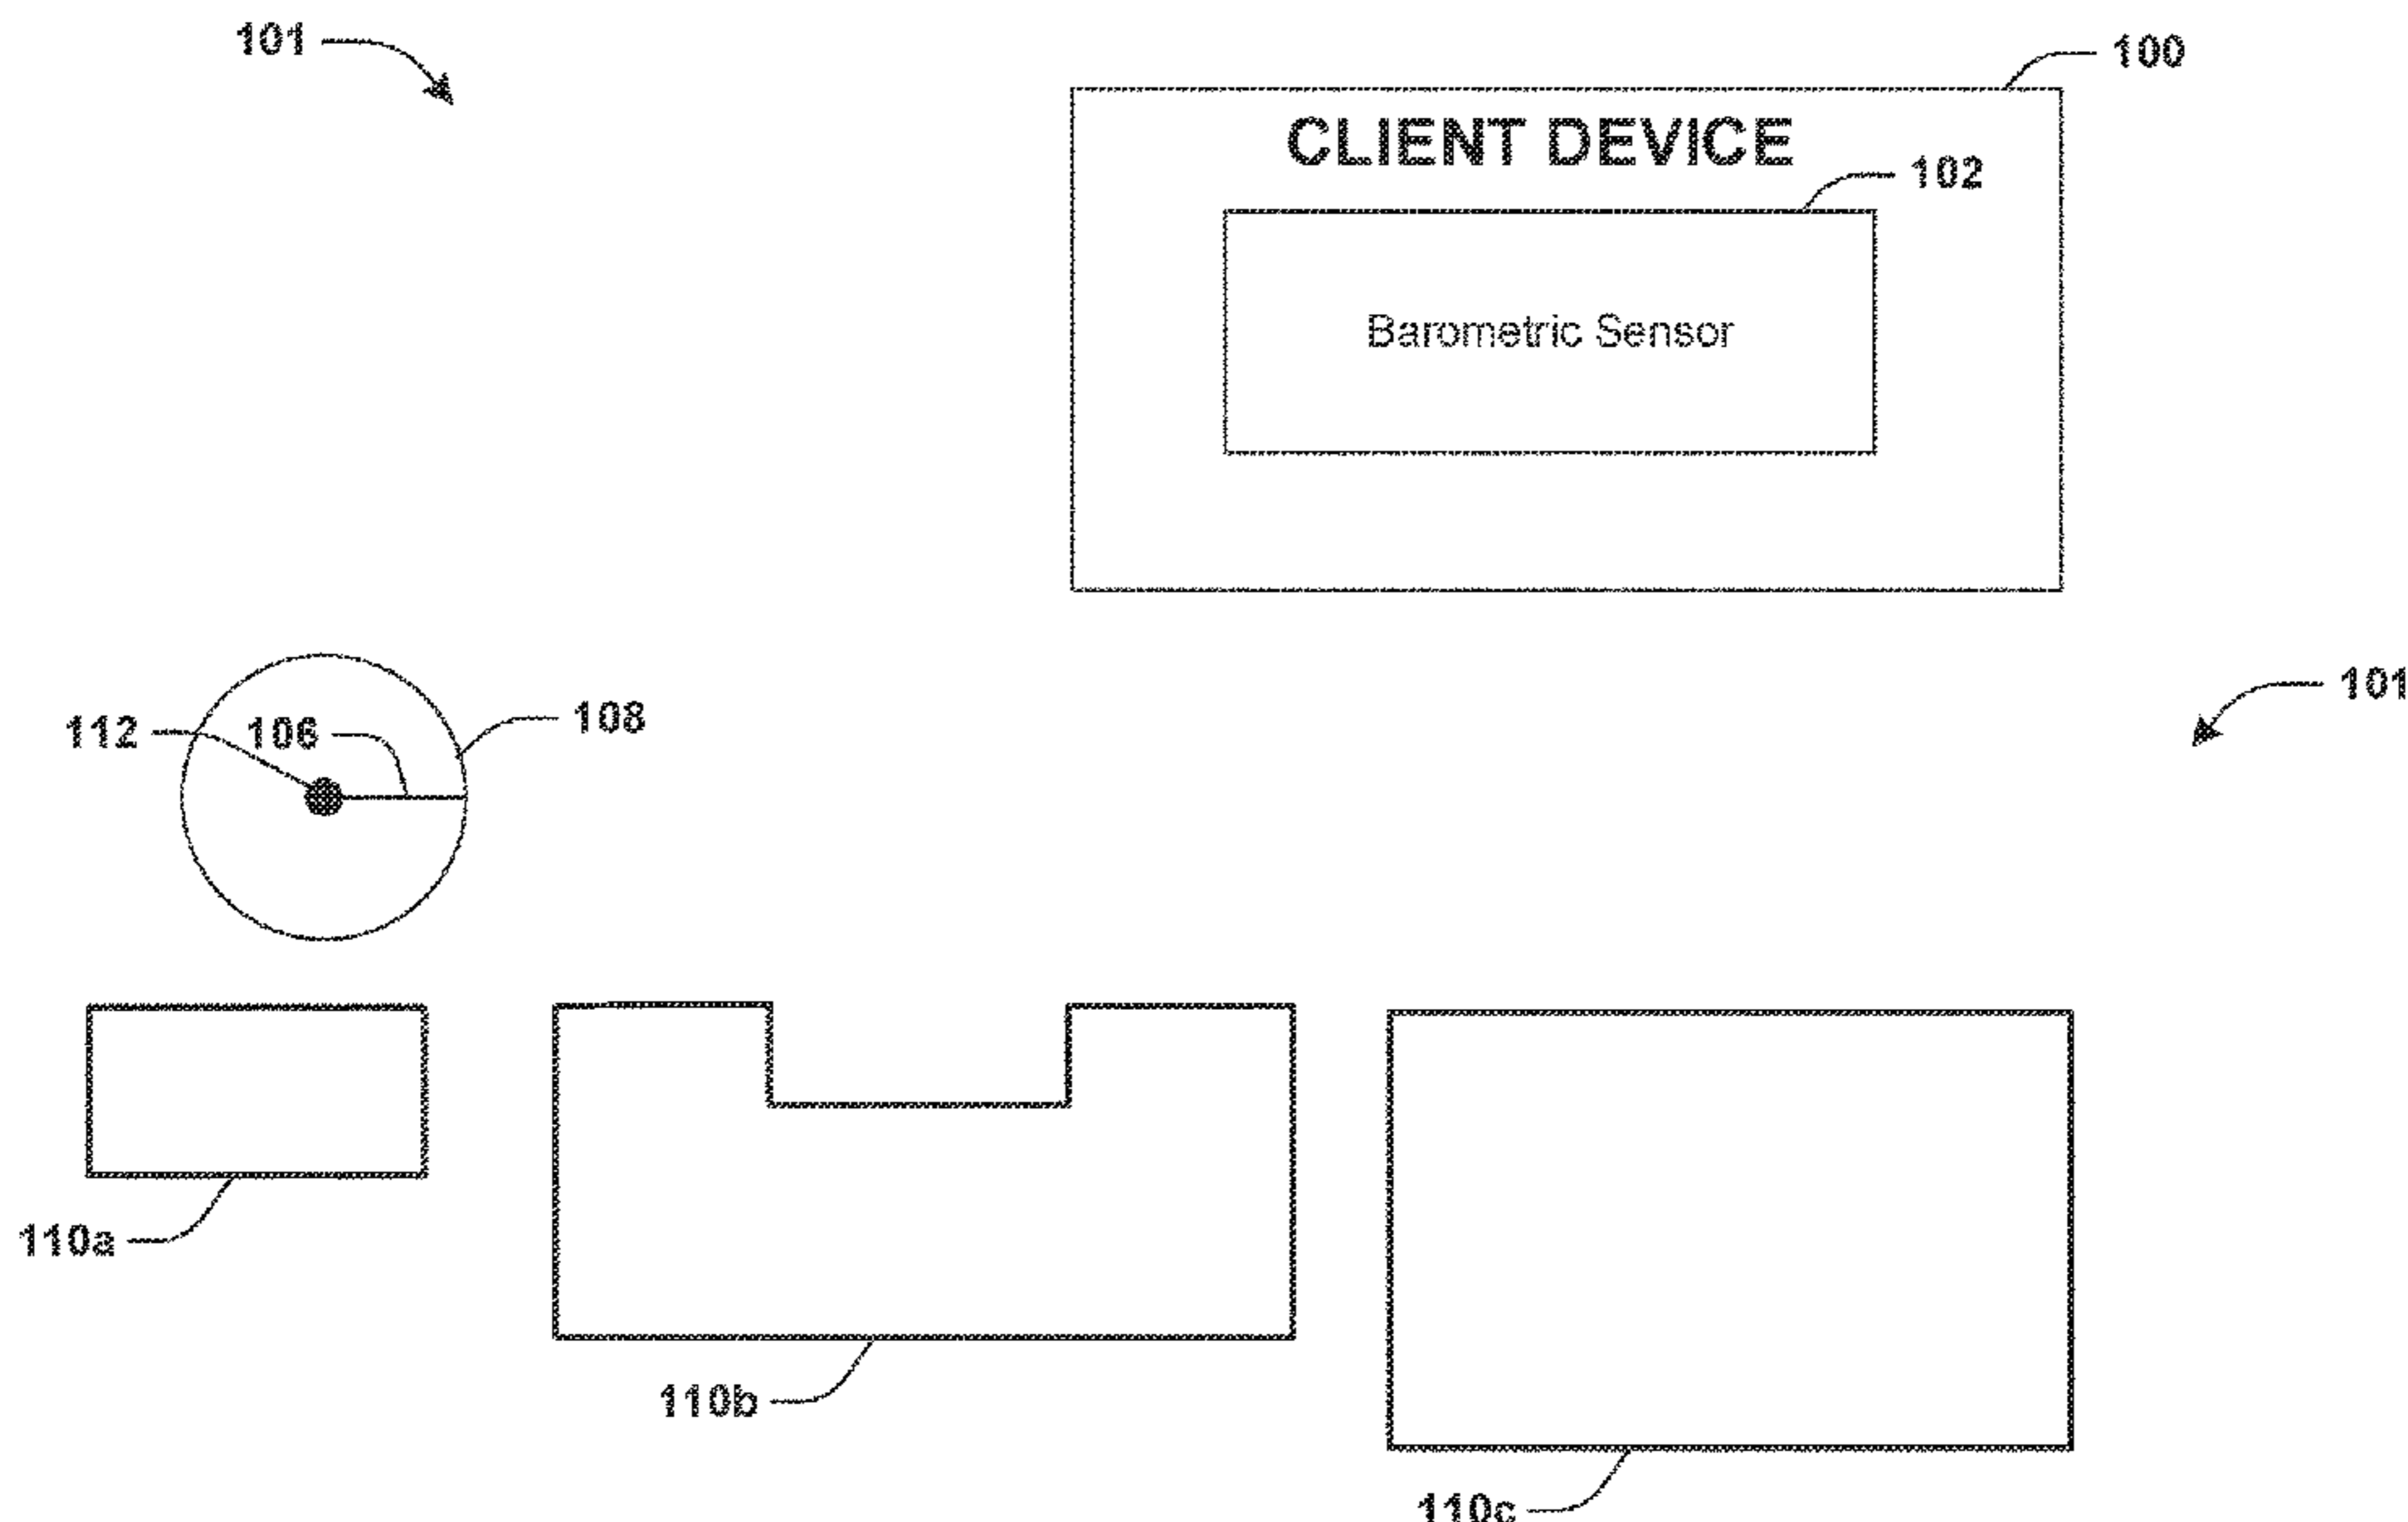 101
100
CLIENT DEVICE
102
Barometric Sensor
101
108
112
106
110a
110b
110c